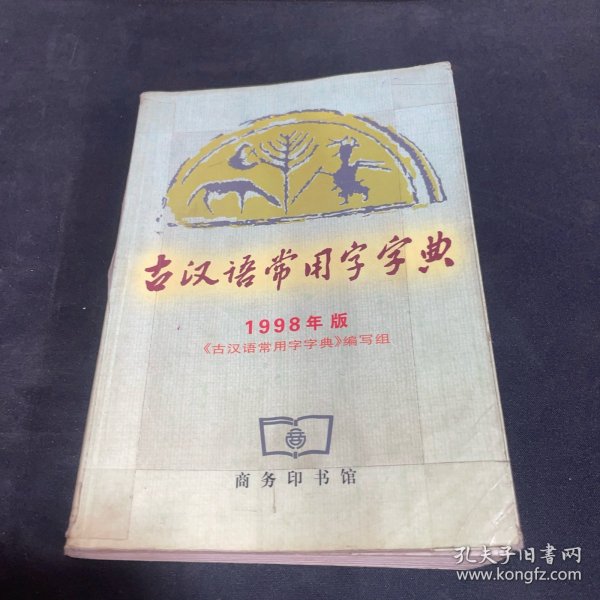 古汉语常用字字典
1998年版
《古汉语常用字字典》编写组
商务印书馆
孔夫子旧书网
www.kongfz.com